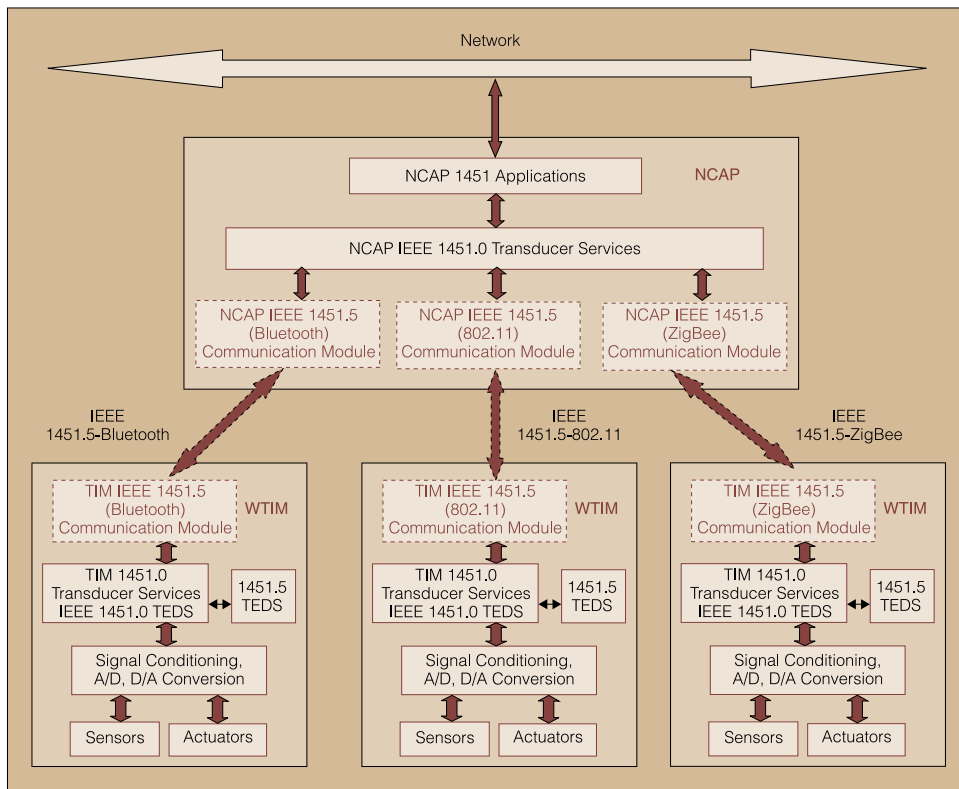 Network
NCAP 1451 Applications
NCAP
NCAP IEEE 1451.0 Transducer Services
NCAP IEEE 1451.5
(Bluetooth)
Communication Module
NCAP IEEE 1451.5
(802.11)
Communication Module
NCAP IEEE 1451.5
(ZigBee)
Communication Module
IEEE
1451.5-Bluetooth
IEEE
1451.5-802.11
IEEE
1451.5-ZigBee
TIM IEEE 1451.5
(Bluetooth)
Communication Module
WTIM
TIM 1451.0
Transducer Services
IEEE 1451.0 TEDS
1451.5
TEDS
Signal Conditioning,
A/D, D/A Conversion
Sensors
Actuators
TIM IEEE 1451.5
(802.11)
Communication Module
WTIM
TIM 1451.0
Transducer Services
IEEE 1451.0 TEDS
1451.5
TEDS
Signal Conditioning,
A/D, D/A Conversion
Sensors
Actuators
TIM IEEE 1451.5
(ZigBee)
Communication Module
WTIM
TIM 1451.0
Transducer Services
IEEE 1451.0 TEDS
1451.5
TEDS
Signal Conditioning,
A/D, D/A Conversion
Sensors
Actuators